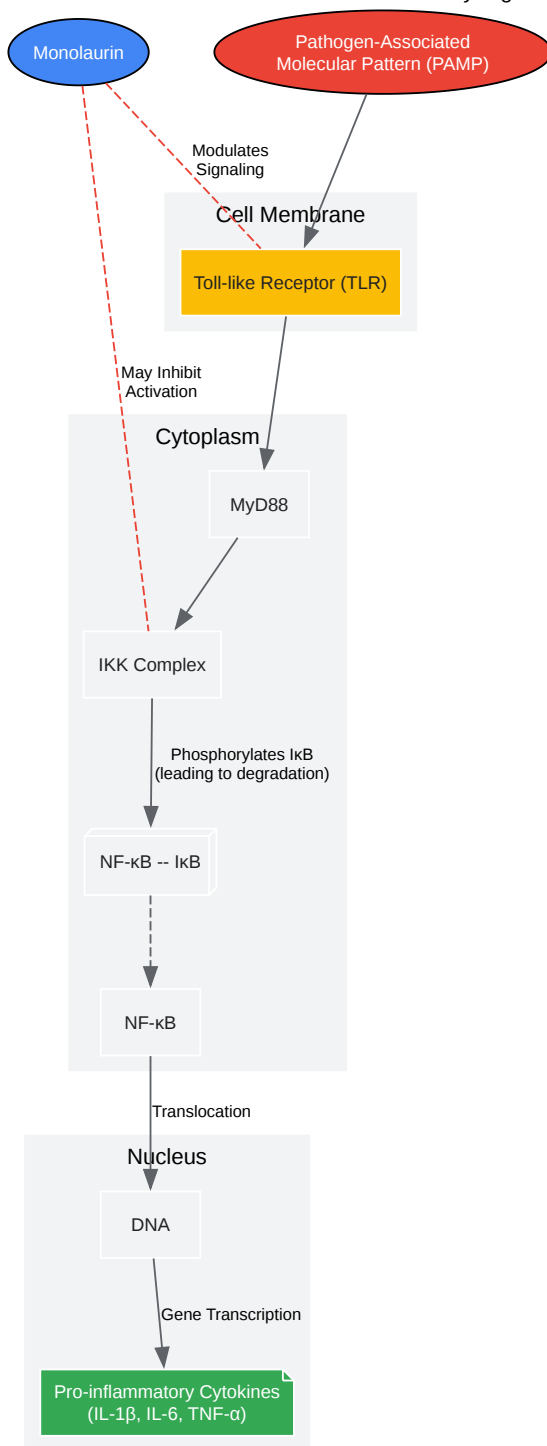 Monolaurin
Pathogen-Associated
Molecular Pattern (PAMP)
Modulates
Signaling
Cell Membrane
Toll-like Receptor (TLR)
May Inhibit
Activation
Cytoplasm
MyD88
IKK Complex
Phosphorylates IκB
(leading to degradation)
NF-κB -- IκB
NF-κB
Translocation
Nucleus
DNA
Gene Transcription
Pro-inflammatory Cytokines
(IL-1β, IL-6, TNF-α)